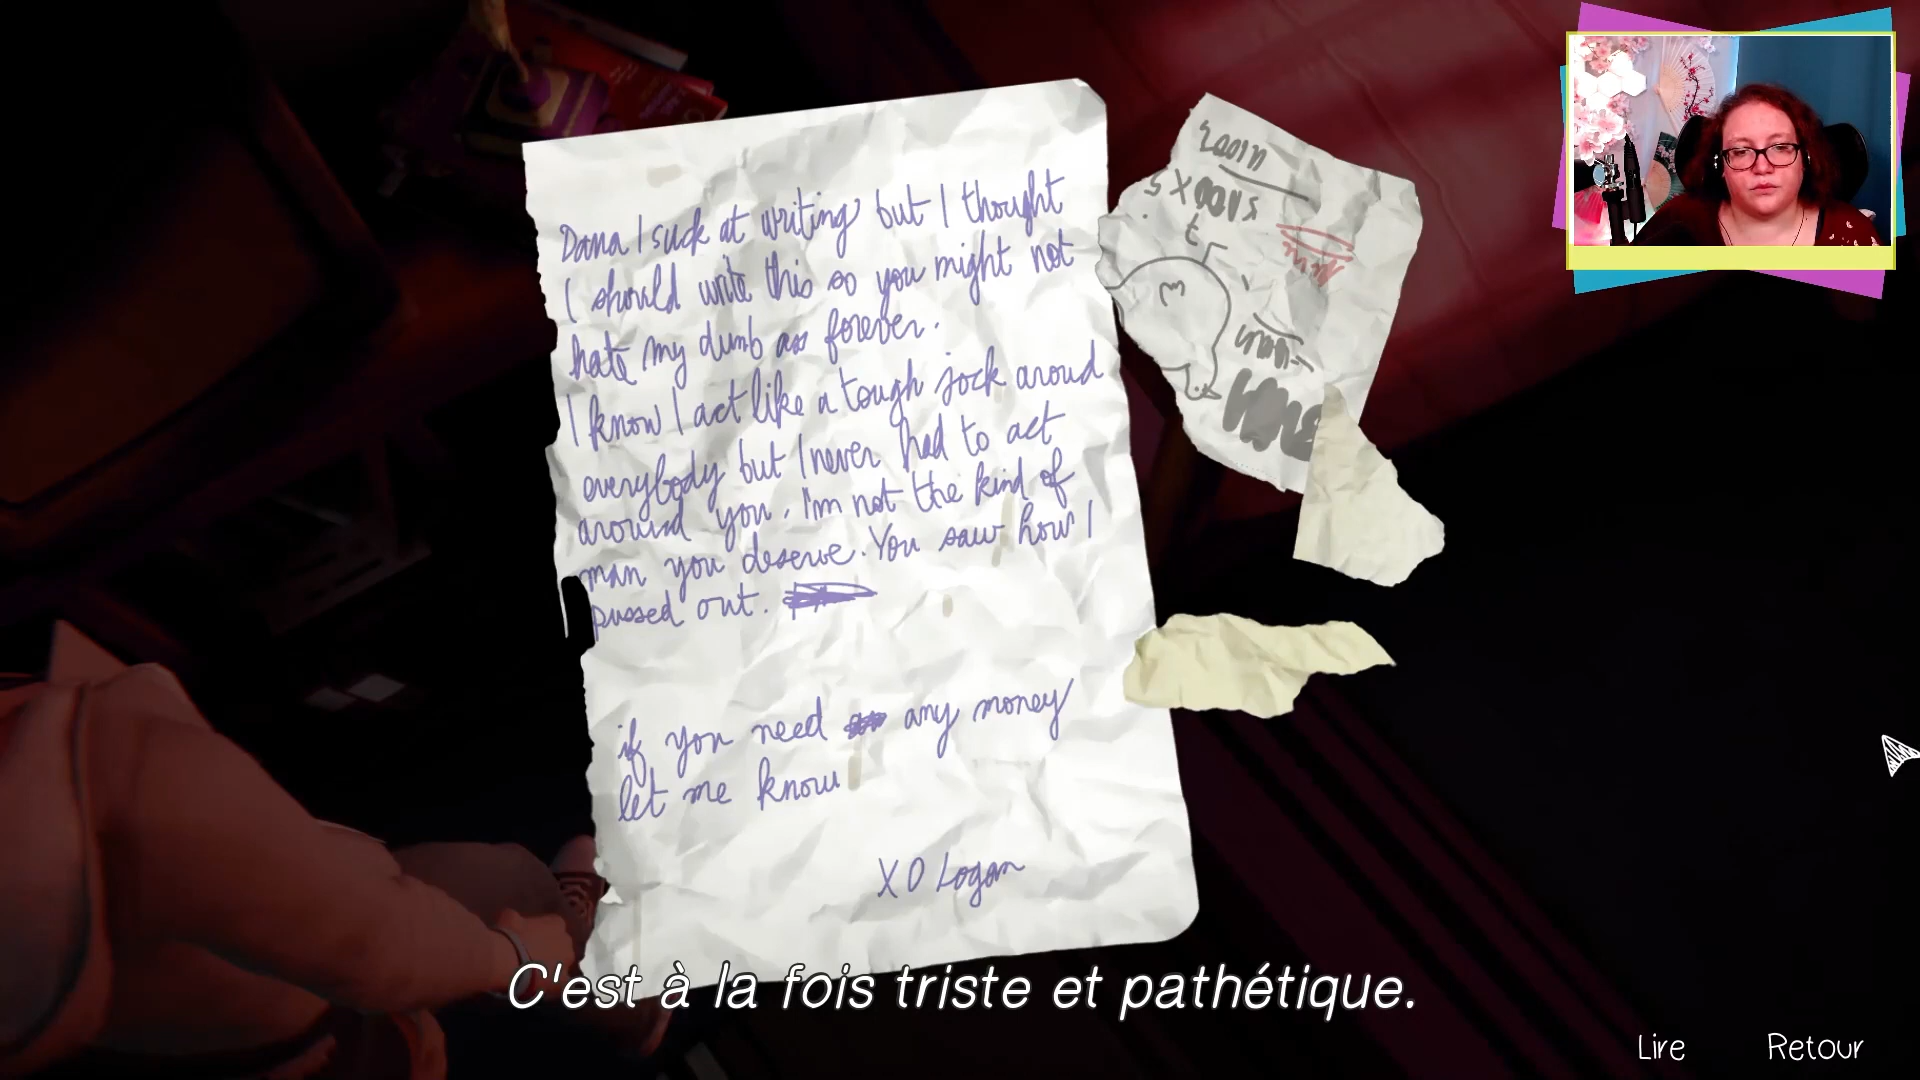 Dana I suck at writing but I thought
I should write this so you might not
hate my dumb ass forever.
I know I act like a tough jock aroud
everybody but I never had to act
around you. I'm not the kind of
man you deserve. You saw how I
pussed out.
if you need any money
let me know
XO Logan
C'est à la fois triste et pathétique.
Lire
Retour